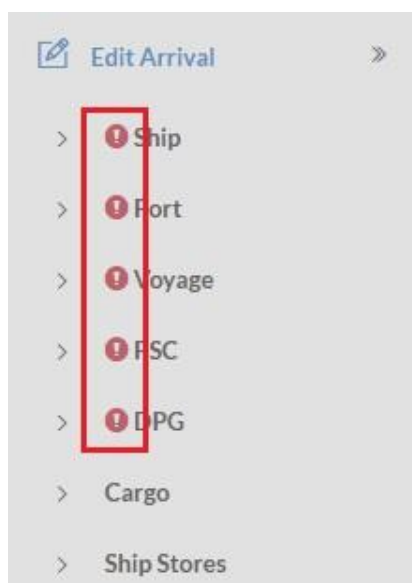 Edit Arrival
Ship
Port
Voyage
PSC
DPG
Cargo
Ship Stores